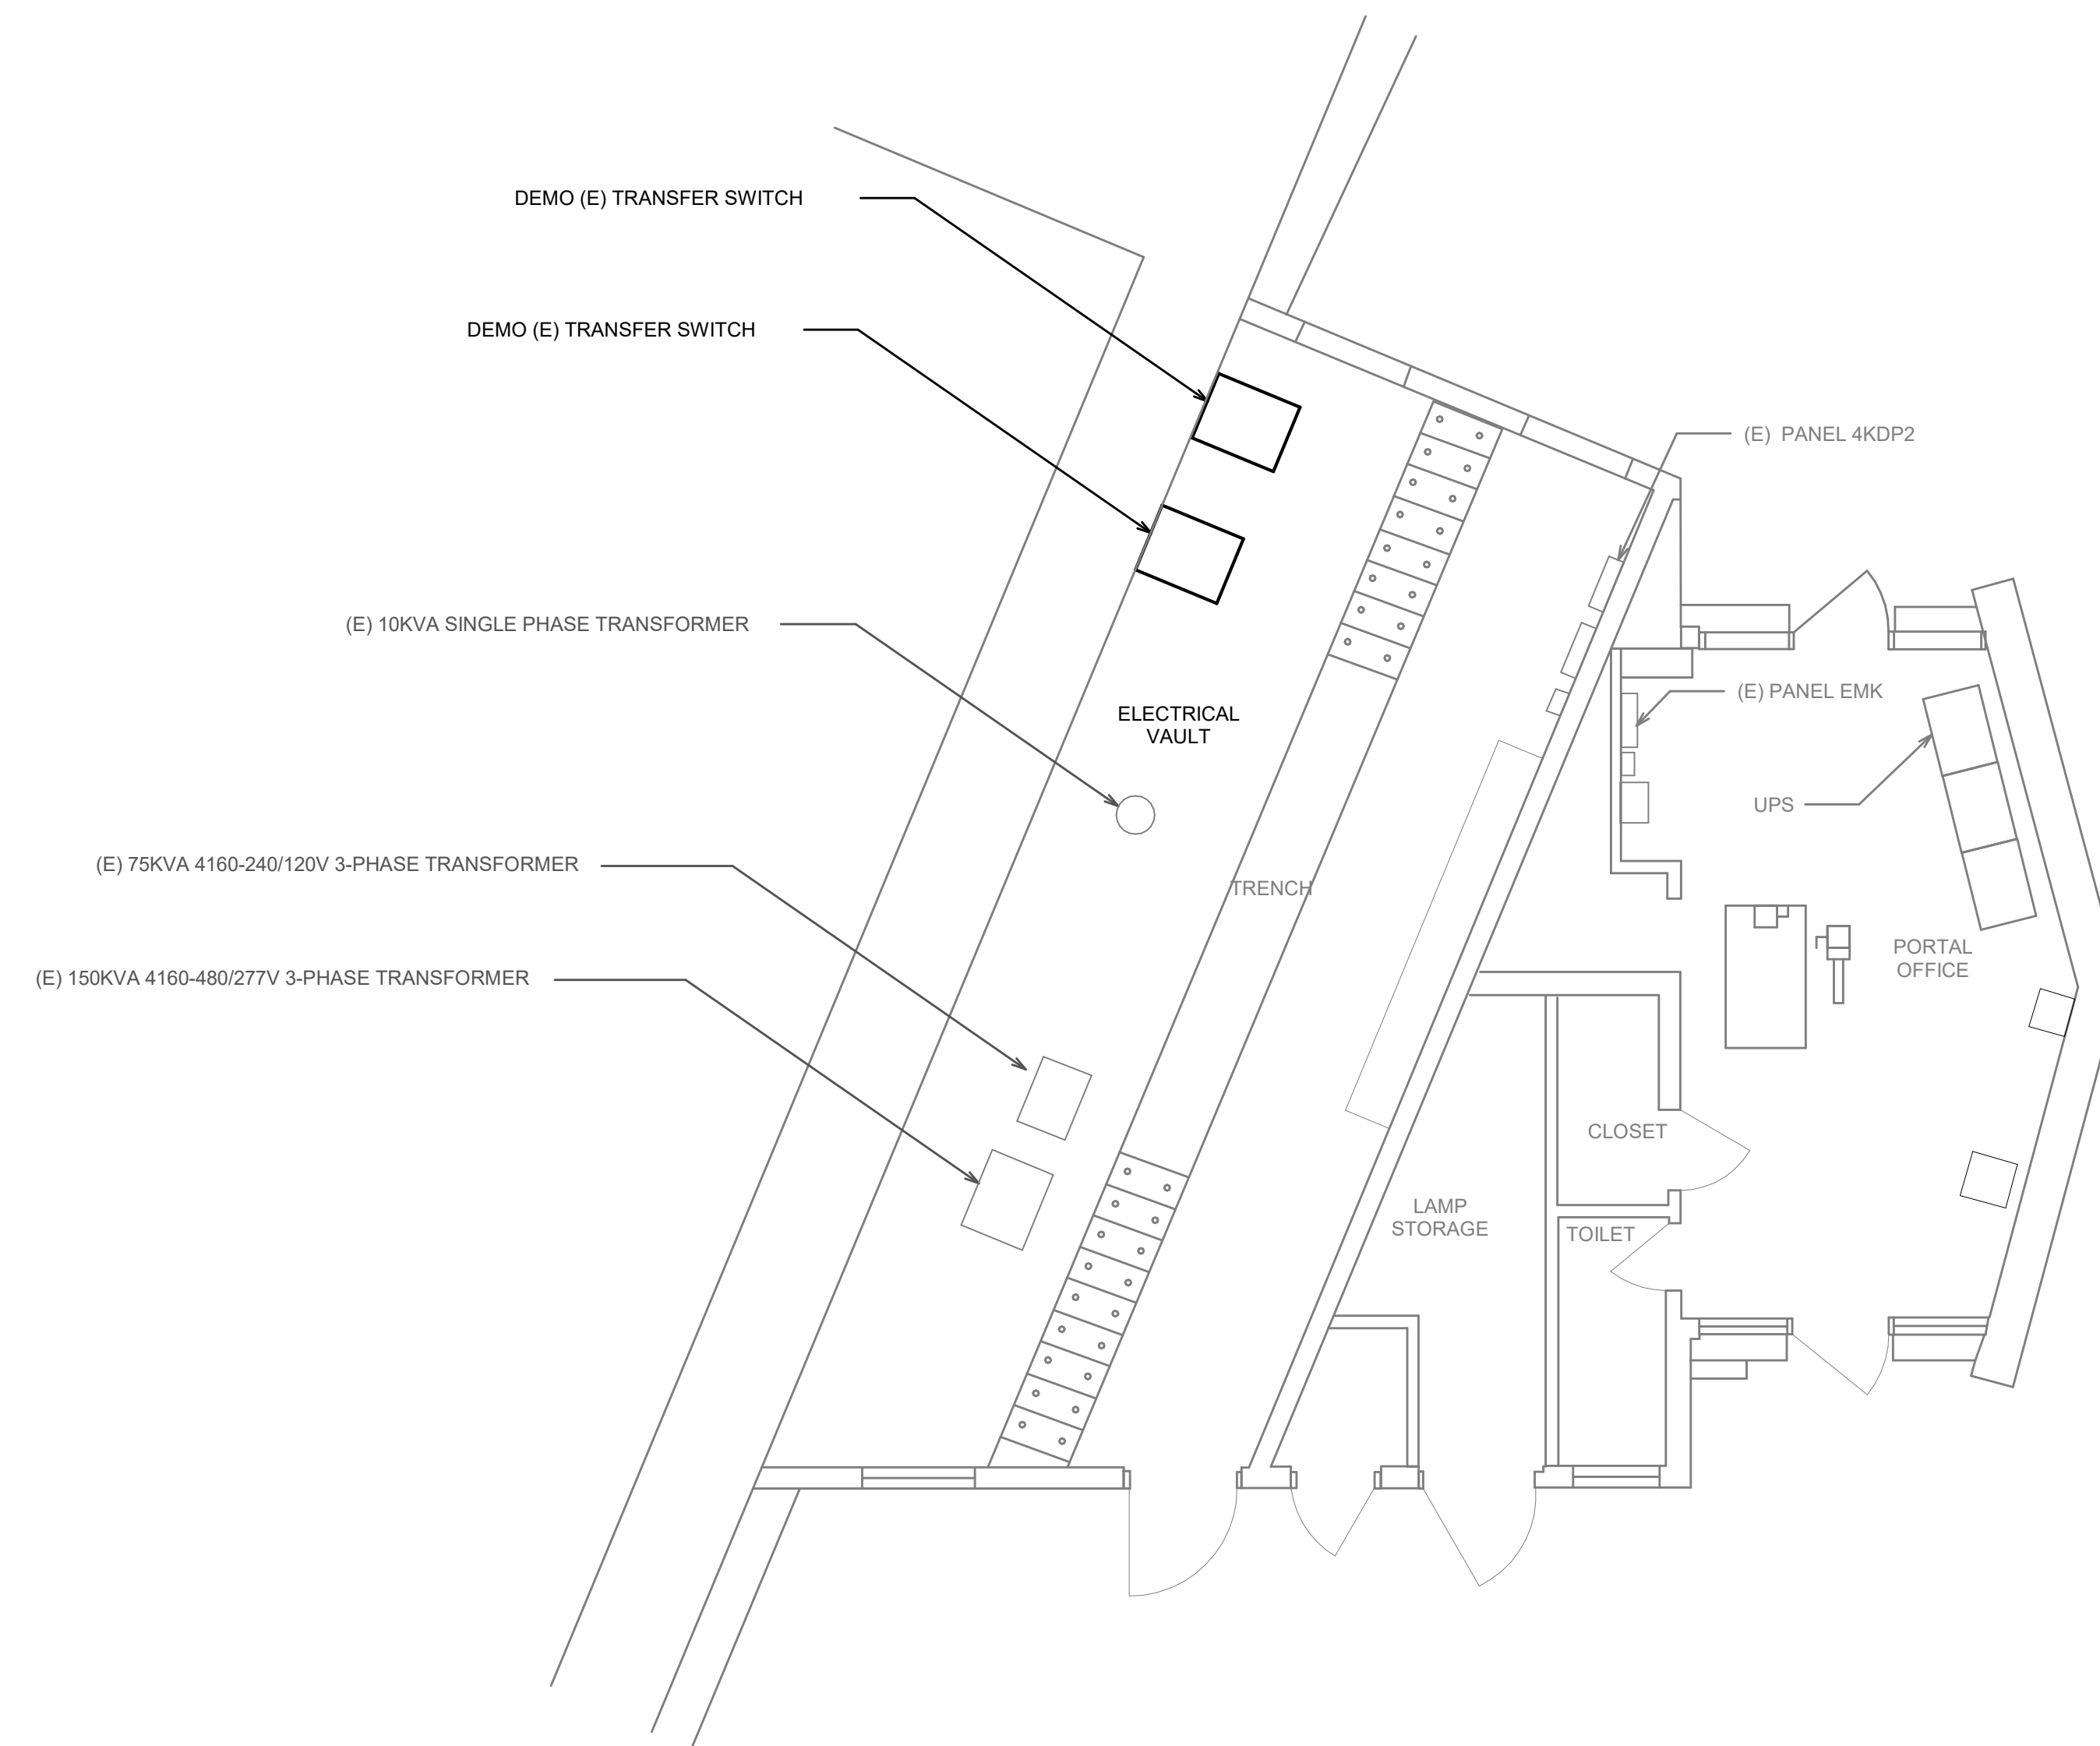 DEMO (E) TRANSFER SWITCH
DEMO (E) TRANSFER SWITCH
(E) PANEL 4KDP2
(E) 10KVA SINGLE PHASE TRANSFORMER
(E) PANEL EMK
ELECTRICAL
VAULT
UPS
(E) 75KVA 4160-240/120V 3-PHASE TRANSFORMER
TRENCH
PORTAL
OFFICE
(E) 150KVA 4160-480/277V 3-PHASE TRANSFORMER
CLOSET
LAMP
STORAGE
TOILET